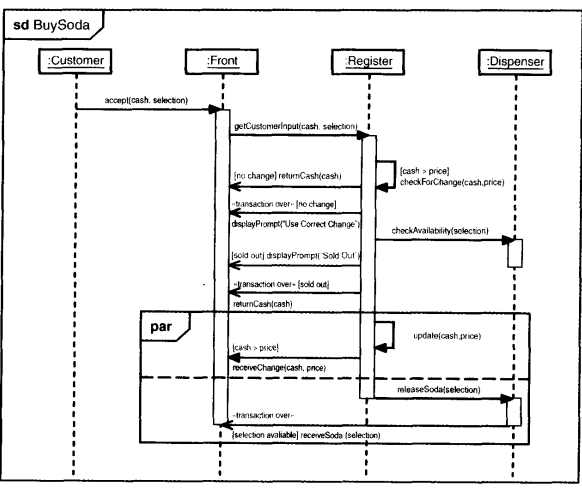 sd BuySoda
:Customer
:Front
:Register
:Dispenser
accept(cash, selection)
getCustomerInput(cash, selection)
[cash > price]
checkForChange(cash,price)
[no change] returnCash(cash)
~transaction over~ [no change]
displayPrompt("Use Correct Change")
checkAvailability(selection)
[sold out] displayPrompt("Sold Out")
~transaction over~ [sold out]
returnCash(cash)
par
update(cash,price)
[cash > price]
receiveChange(cash, price)
releaseSoda(selection)
~transaction over~
[selection avaliable] receiveSoda (selection)